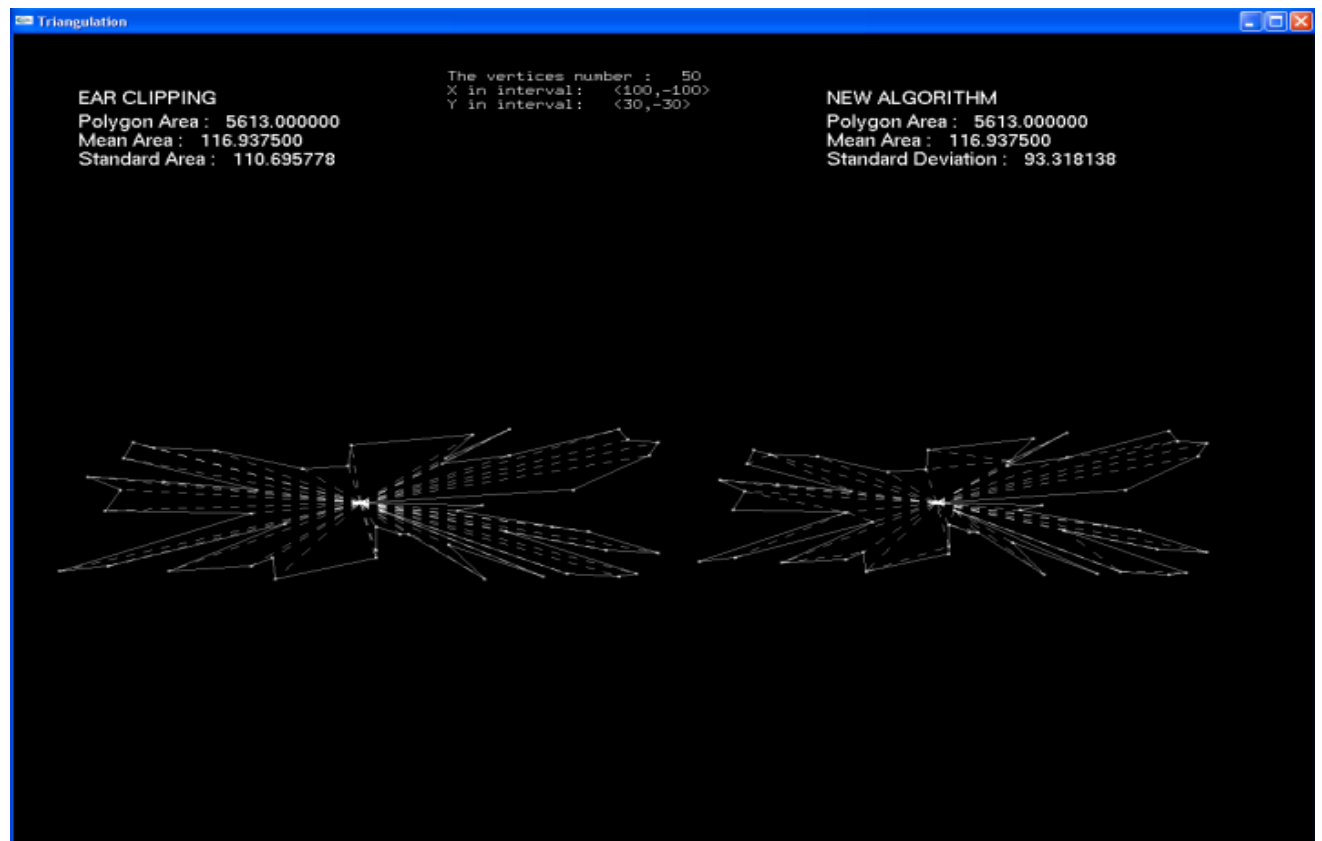 Triangulation
The vertices number : 50
X in interval: <100,-100>
Y in interval: <30,-30>
EAR CLIPPING
Polygon Area : 5613.000000
Mean Area : 116.937500
Standard Area : 110.695778
NEW ALGORITHM
Polygon Area : 5613.000000
Mean Area : 116.937500
Standard Deviation : 93.318138